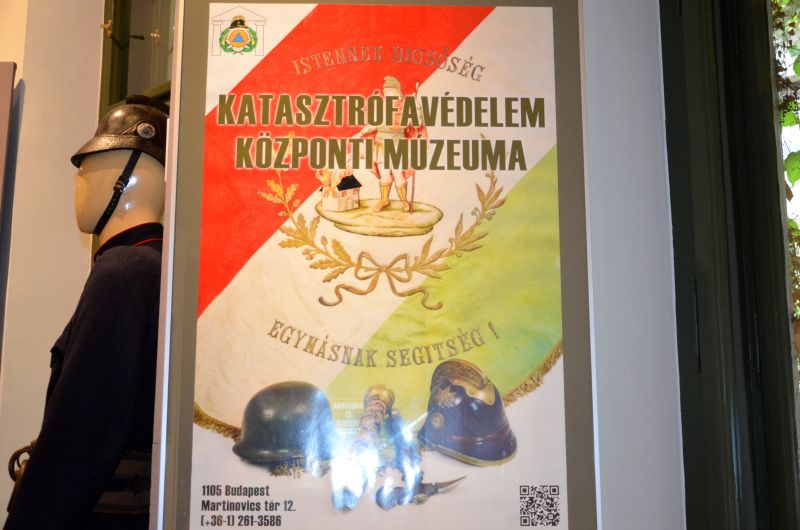 ISTENNEK DICSŐSÉG
KATASZTRÓFAVÉDELEM
KÖZPONTI MÚZEUMA
EGYMÁSNAK SEGITSÉG !
1105 Budapest
Martinovics tér 12.
(+36-1) 261-3586